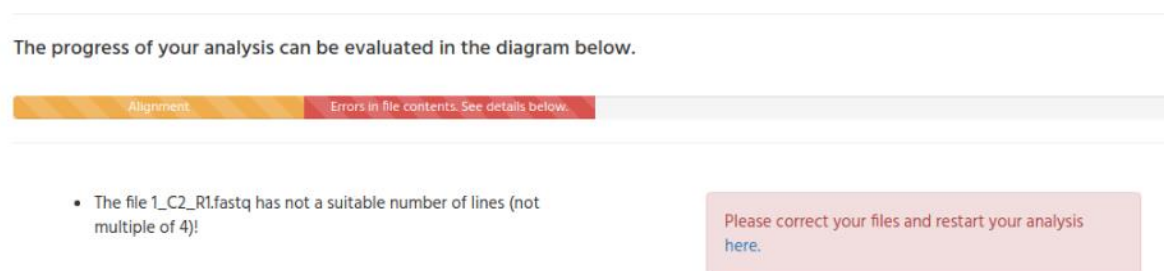 The progress of your analysis can be evaluated in the diagram below.
Alignment
Errors in file contents. See details below.
• The file 1_C2_R1.fastq has not a suitable number of lines (not
multiple of 4)!
Please correct your files and restart your analysis
here.